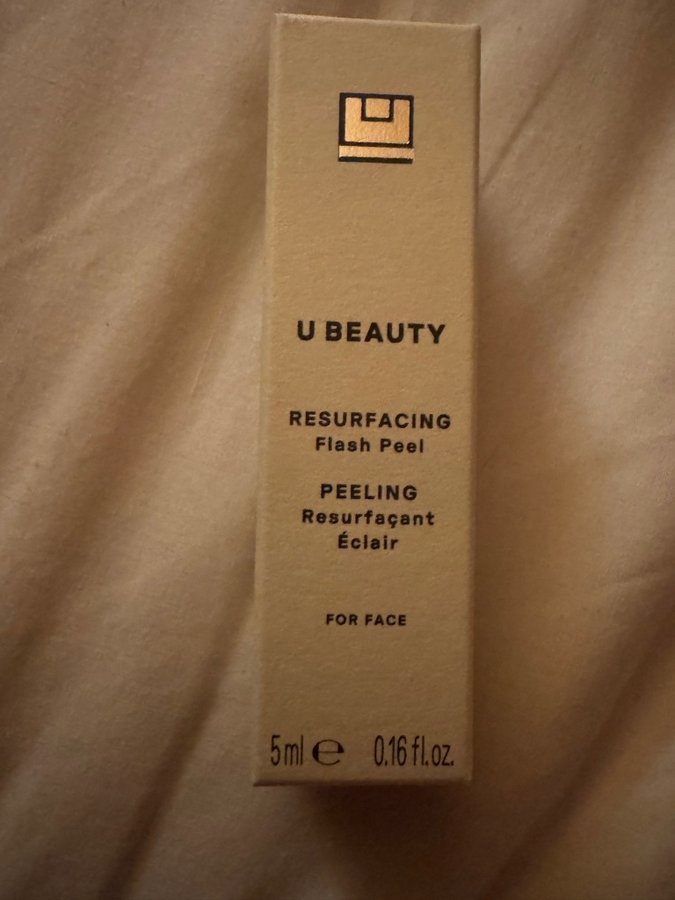 U BEAUTY
RESURFACING
Flash Peel
PEELING
Resurfaçant
Éclair
FOR FACE
5ml ℮ 0.16 fl.oz.